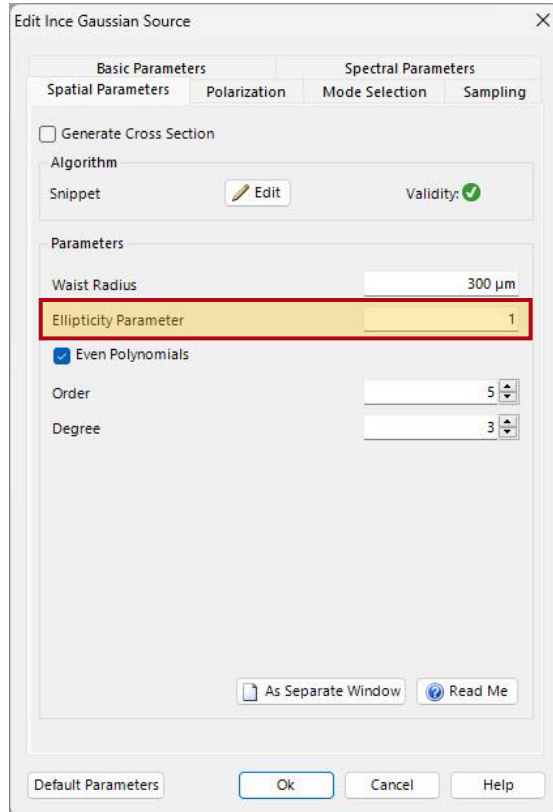 Edit Ince Gaussian Source
Basic Parameters Spectral Parameters
Spatial Parameters Polarization Mode Selection Sampling
Generate Cross Section
Algorithm
Snippet Edit Validity:
Parameters
Waist Radius 300 µm
Ellipticity Parameter 1
Even Polynomials
Order 5
Degree 3
As Separate Window Read Me
Default Parameters Ok Cancel Help